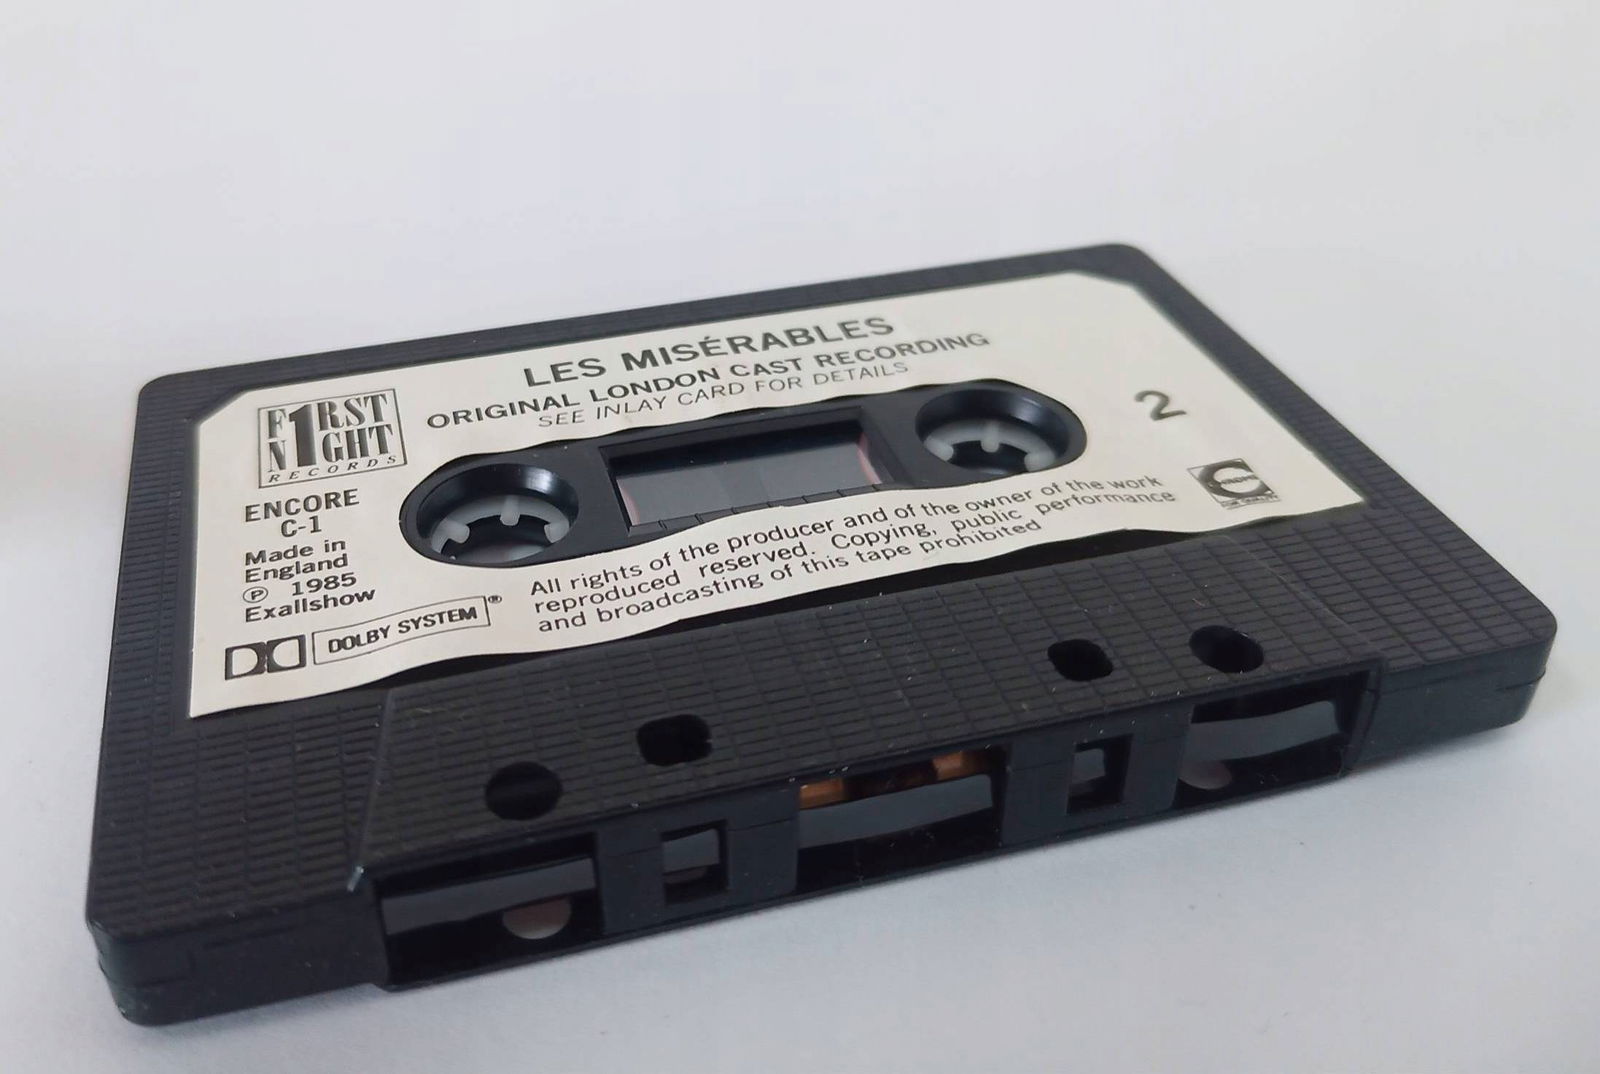 LES MISÉRABLES
ORIGINAL LONDON CAST RECORDING
SEE INLAY CARD FOR DETAILS
F1RST
N1GHT
RECORDS
ENCORE
C-1
Made in
England
℗ 1985
Exallshow
DOLBY SYSTEM®
2
All rights of the producer and of the owner of the work
reproduced reserved. Copying, public performance
and broadcasting of this tape prohibited